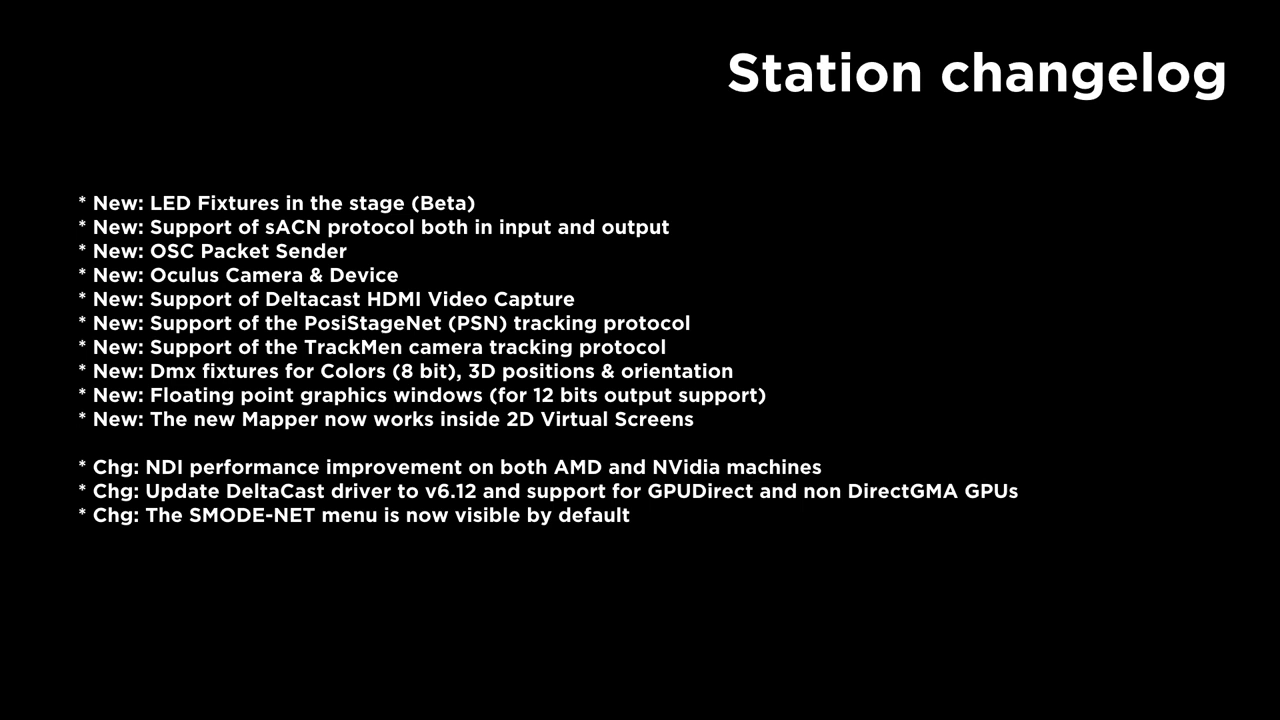 Station changelog
* New: LED Fixtures in the stage (Beta)
* New: Support of sACN protocol both in input and output
* New: OSC Packet Sender
* New: Oculus Camera & Device
* New: Support of Deltacast HDMI Video Capture
* New: Support of the PosiStageNet (PSN) tracking protocol
* New: Support of the TrackMen camera tracking protocol
* New: Dmx fixtures for Colors (8 bit), 3D positions & orientation
* New: Floating point graphics windows (for 12 bits output support)
* New: The new Mapper now works inside 2D Virtual Screens
* Chg: NDI performance improvement on both AMD and NVidia machines
* Chg: Update DeltaCast driver to v6.12 and support for GPUDirect and non DirectGMA GPUs
* Chg: The SMODE-NET menu is now visible by default